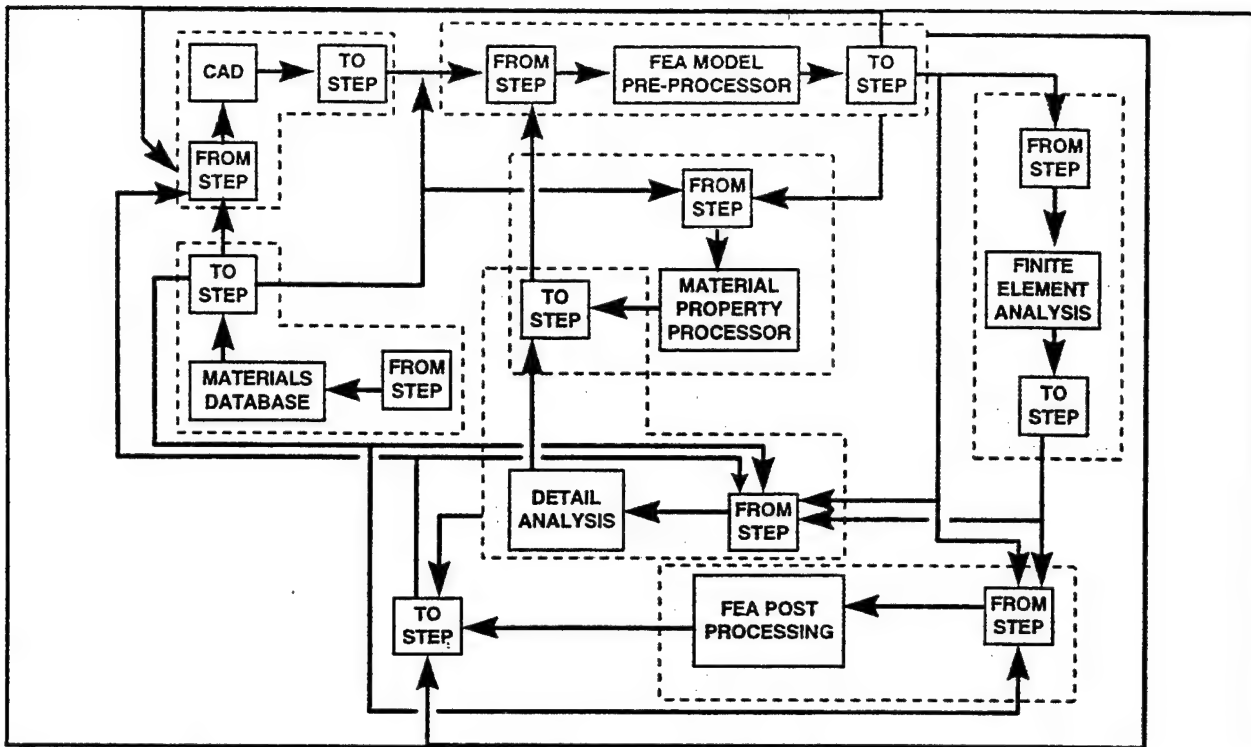 CAD
TO
STEP
FROM
STEP
FEA MODEL
PRE-PROCESSOR
TO
STEP
FROM
STEP
FROM
STEP
FROM
STEP
TO
STEP
TO
STEP
MATERIAL
PROPERTY
PROCESSOR
FINITE
ELEMENT
ANALYSIS
MATERIALS
DATABASE
FROM
STEP
TO
STEP
DETAIL
ANALYSIS
FROM
STEP
TO
STEP
FEA POST
PROCESSING
FROM
STEP